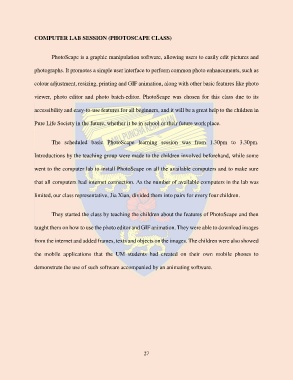 COMPUTER LAB SESSION (PHOTOSCAPE CLASS)
PhotoScape is a graphic manipulation software, allowing users to easily edit pictures and
photographs. It promotes a simple user interface to perform common photo enhancements, such as
colour adjustment, resizing, printing and GIF animation, along with other basic features like photo
viewer, photo editor and photo batch editor. PhotoScape was chosen for this class due to its
accessibility and easy-to-use features for all beginners, and it will be a great help to the children in
Pure Life Society in the future, whether it be in school or their future work place.
The scheduled basic PhotoScape learning session was from 1.30pm to 3.30pm.
Introductions by the teaching group were made to the children involved beforehand, while some
went to the computer lab to install PhotoScape on all the available computers and to make sure
that all computers had internet connection. As the number of available computers in the lab was
limited, our class representative, Jia Xian, divided them into pairs for every four children.
They started the class by teaching the children about the features of PhotoScape and then
taught them on how to use the photo editor and GIF animation. They were able to download images
from the internet and added frames, texts and objects on the images. The children were also showed
the mobile applications that the UM students had created on their own mobile phones to
demonstrate the use of such software accompanied by an animating software.
27